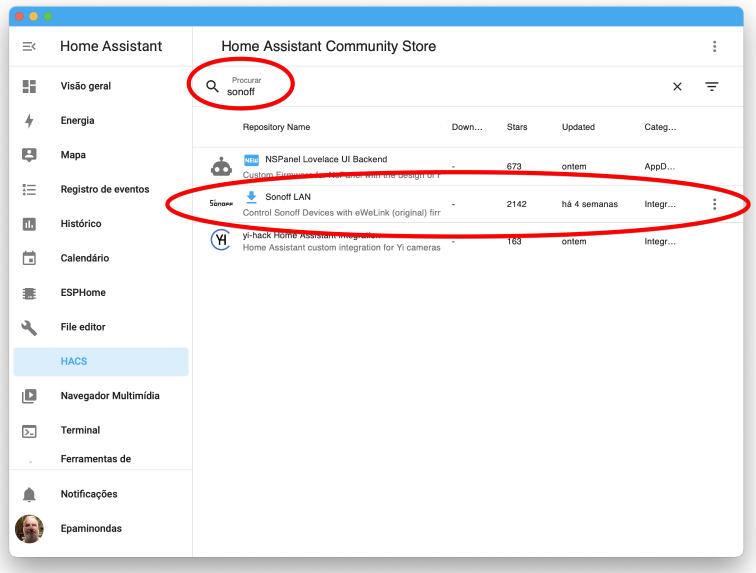 Home Assistant
Home Assistant Community Store
Visão geral
Energia
Mapa
Registro de eventos
Histórico
Calendário
ESPHome
File editor
HACS
Navegador Multimídia
Terminal
Ferramentas de
Notificações
Epaminondas
Procurar
sonoff
Repository Name Down... Stars Updated Categ...
NEW NSPanel Lovelace UI Backend - 673 ontem AppD...
Custom Firmware for NsPanel with the design of
SONOFF Sonoff LAN - 2142 há 4 semanas Integr...
Control Sonoff Devices with eWeLink (original) firr
YI yi-hack Home Assistant Integration - 163 ontem Integr...
Home Assistant custom integration for Yi cameras